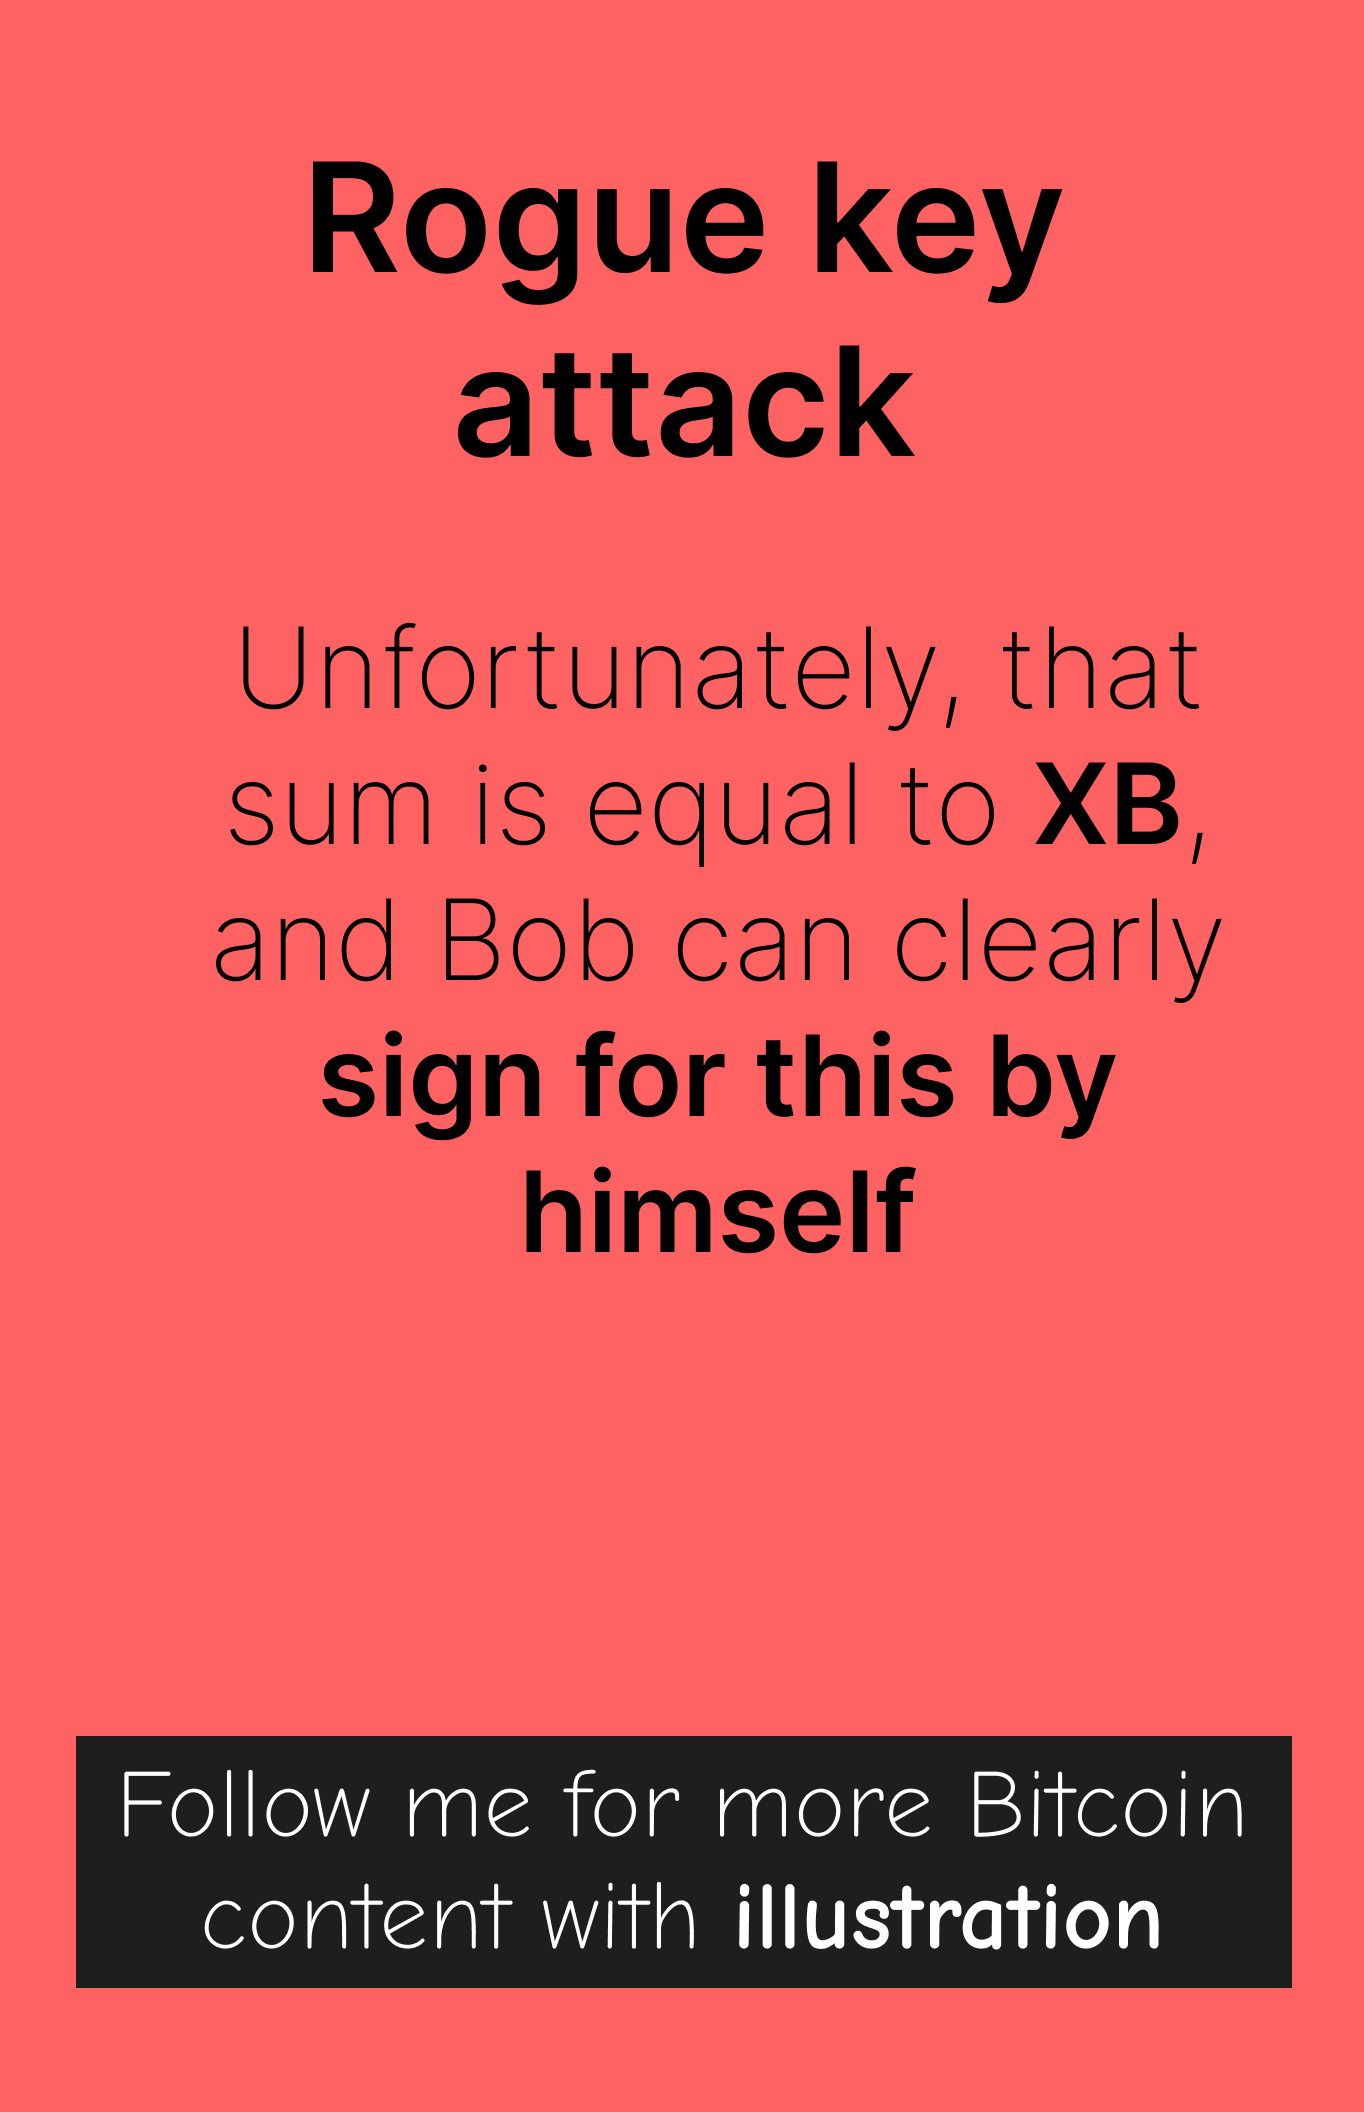 Rogue key
attack
Unfortunately, that
sum is equal to XB,
and Bob can clearly
sign for this by
himself
Follow me for more Bitcoin
content with illustration